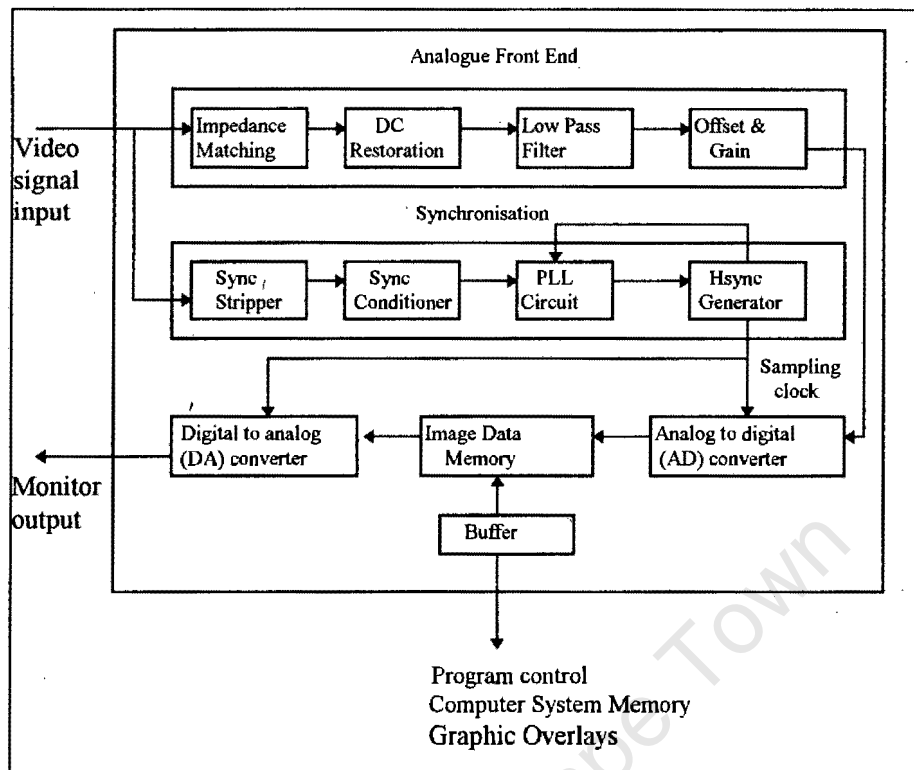 Analogue Front End
Impedance
Matching
DC
Restoration
Low Pass
Filter
Offset &
Gain
Video
signal
input
Synchronisation
Sync
Stripper
Sync
Conditioner
PLL
Circuit
Hsync
Generator
Sampling
clock
Digital to analog
(DA) converter
Image Data
Memory
Analog to digital
(AD) converter
Monitor
output
Buffer
Program control
Computer System Memory
Graphic Overlays
pe Town